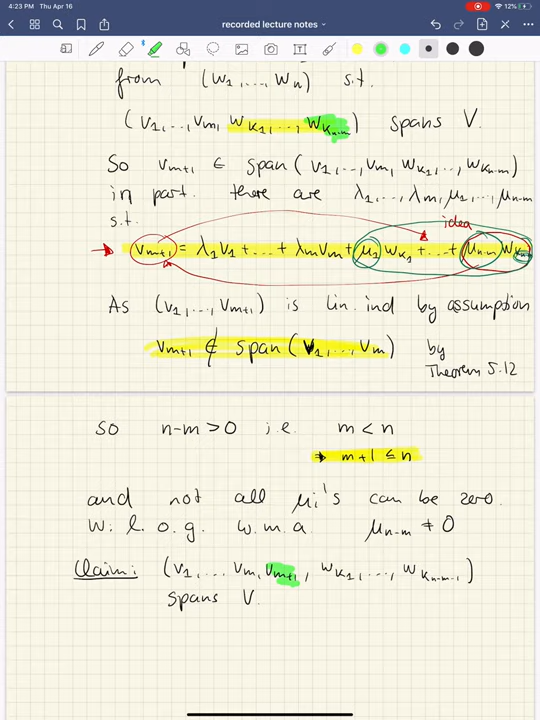 4:23 PM Thu Apr 16
12%
recorded lecture notes
from (w1,...,wn) s.t.
(v1,..,vm, wk1,..., wkn-m) spans V.
So vm+1 ∈ span(v1,..,vm, wk1,..,wkn-m)
in part. there are λ1,..,λm, μ1,..,μn-m
s.t.
idea
vm+1 = λ1v1 +...+ λmvm + μ1 wk1 +...+ μn-m wkn-m
As (v1,...,vm+1) is lin. ind by assumption
vm+1 ∉ span(v1,...,vm) by
Theorem 5.12
so n-m>0 i.e. m<n
→ m+1 ≤ n
and not all μi's can be zero.
w.l.o.g. w.m.a. μn-m ≠ 0
Claim: (v1,...vm, vm+1, wk1,..., wkn-m-1)
spans V.